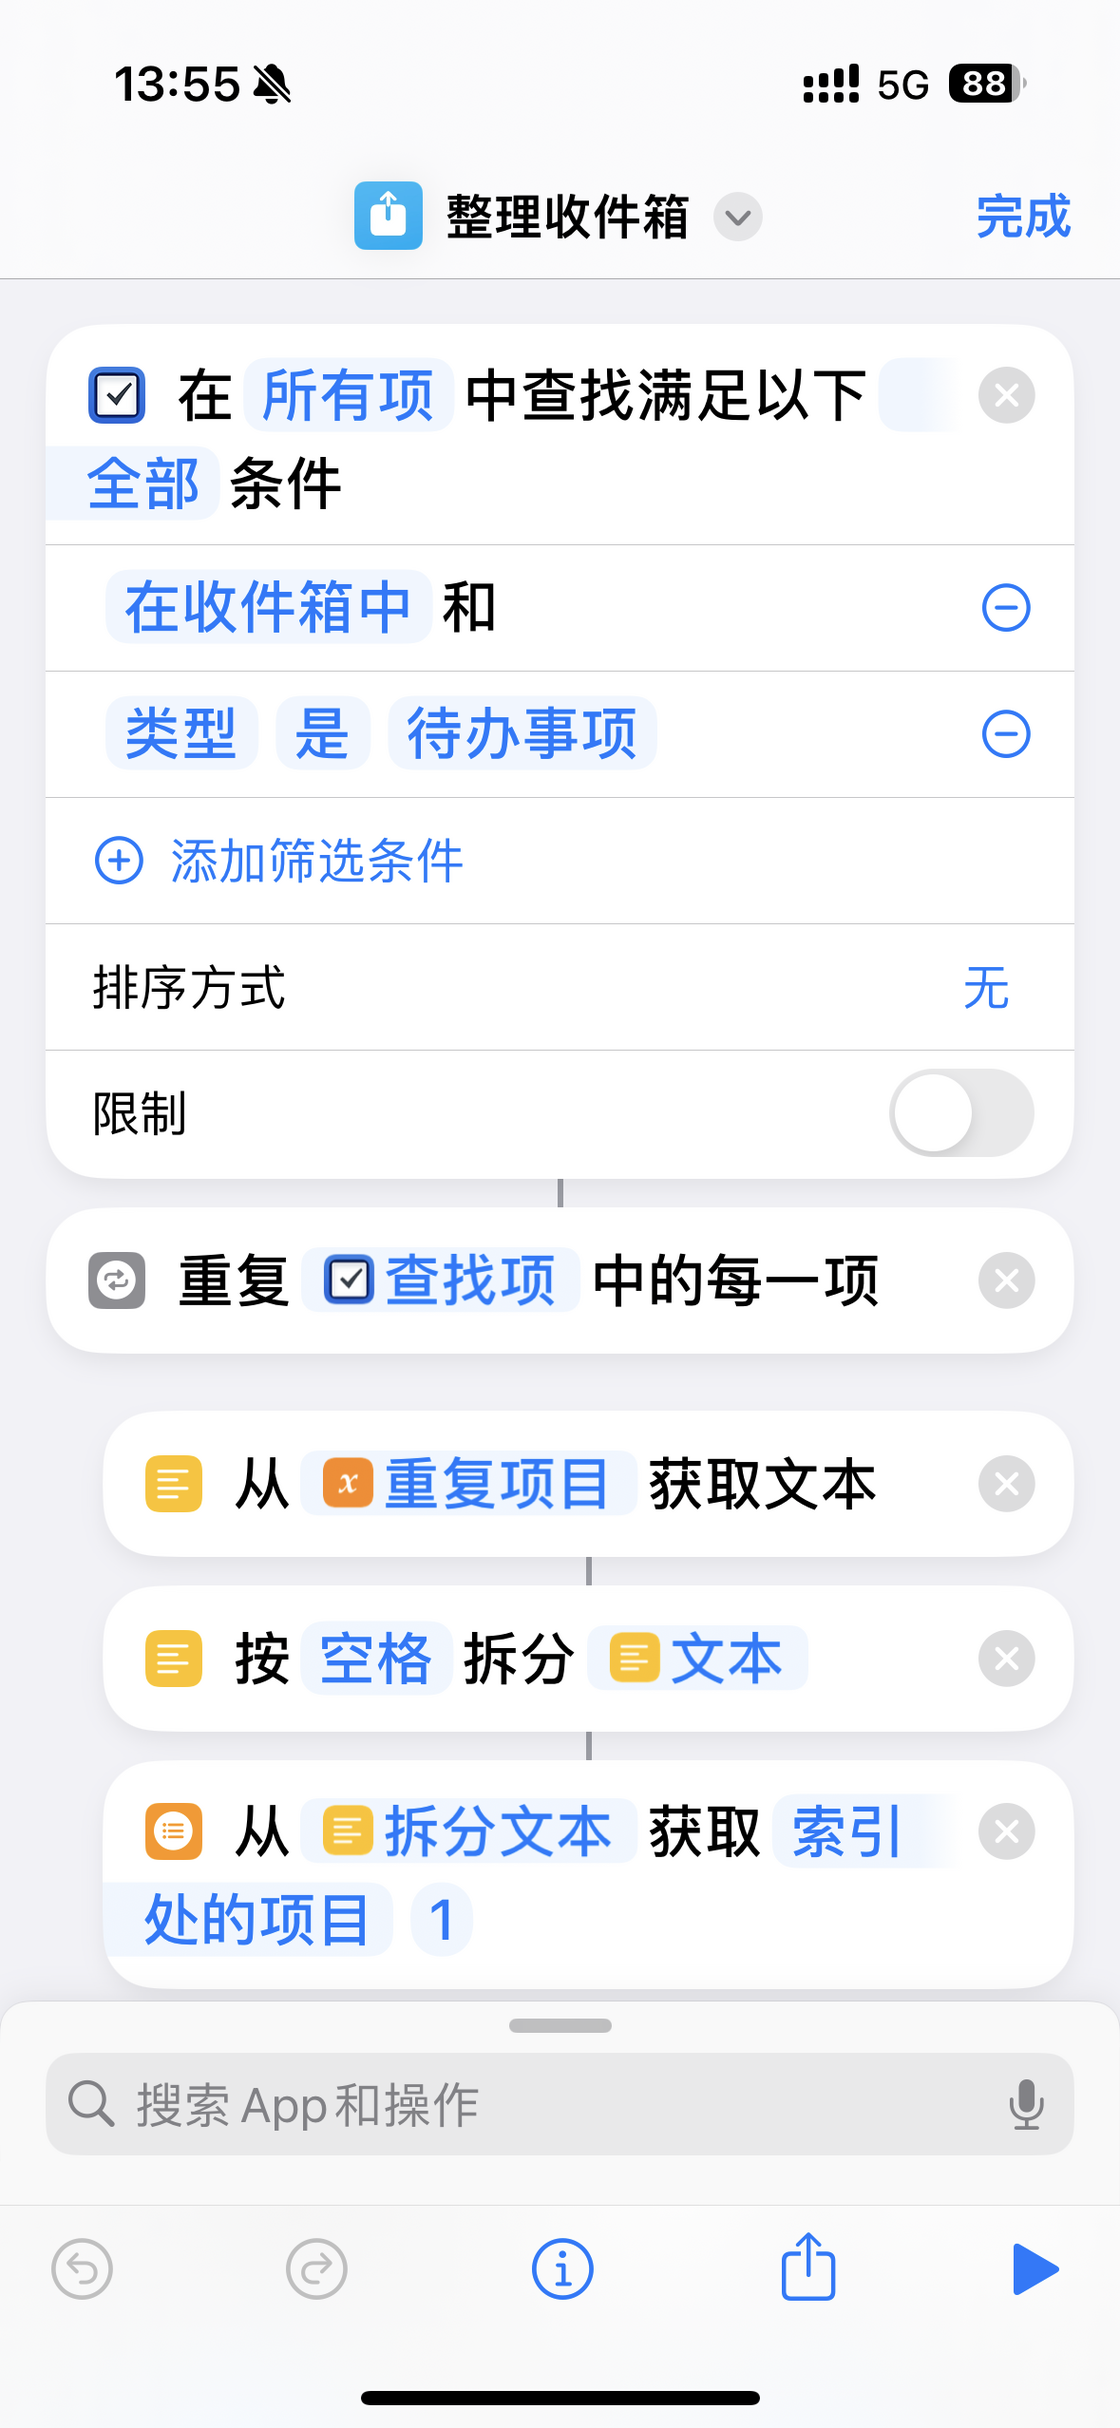 13:55 5G 88
整理收件箱 完成
在 所有项 中查找满足以下
全部 条件
在收件箱中 和
类型 是 待办事项
添加筛选条件
排序方式 无
限制
重复 查找项 中的每一项
从 x 重复项目 获取文本
按 空格 拆分 文本
从 拆分文本 获取 索引
处的项目 1
搜索 App 和操作